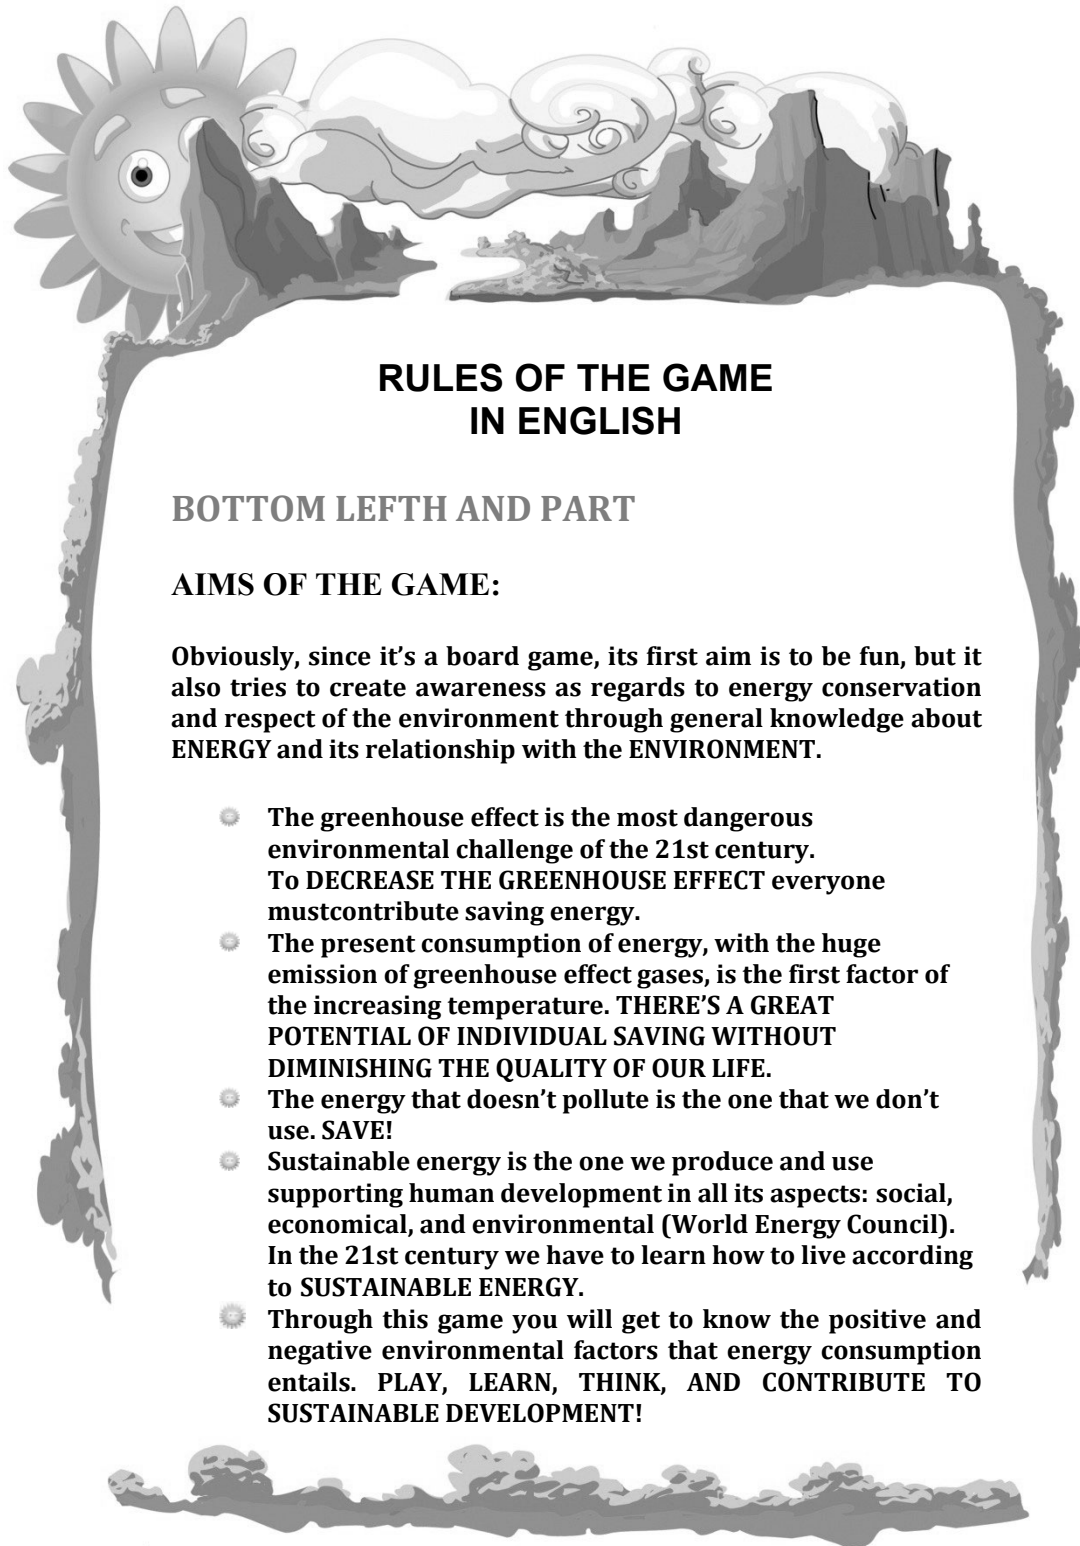 RULES OF THE GAME
IN ENGLISH
BOTTOM LEFTH AND PART
AIMS OF THE GAME:
Obviously, since it’s a board game, its first aim is to be fun, but it
also tries to create awareness as regards to energy conservation
and respect of the environment through general knowledge about
ENERGY and its relationship with the ENVIRONMENT.
The greenhouse effect is the most dangerous
environmental challenge of the 21st century.
To DECREASE THE GREENHOUSE EFFECT everyone
mustcontribute saving energy.
The present consumption of energy, with the huge
emission of greenhouse effect gases, is the first factor of
the increasing temperature. THERE’S A GREAT
POTENTIAL OF INDIVIDUAL SAVING WITHOUT
DIMINISHING THE QUALITY OF OUR LIFE.
The energy that doesn’t pollute is the one that we don’t
use. SAVE!
Sustainable energy is the one we produce and use
supporting human development in all its aspects: social,
economical, and environmental (World Energy Council).
In the 21st century we have to learn how to live according
to SUSTAINABLE ENERGY.
Through this game you will get to know the positive and
negative environmental factors that energy consumption
entails. PLAY, LEARN, THINK, AND CONTRIBUTE TO
SUSTAINABLE DEVELOPMENT!